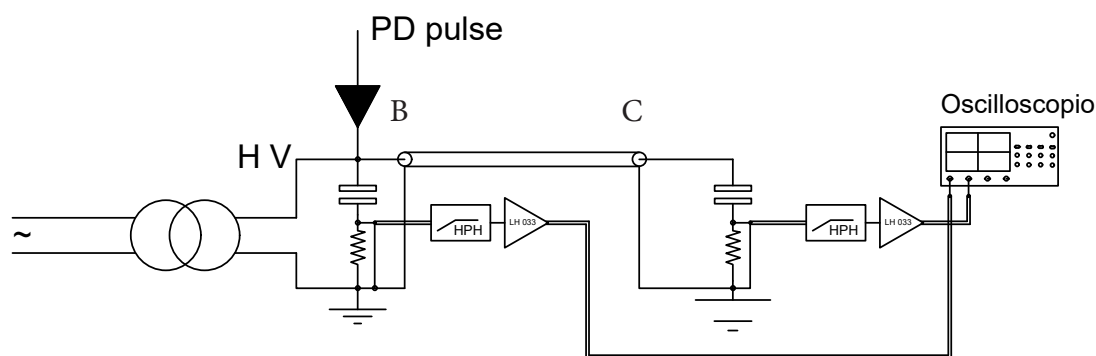 PD pulse
B
C
Oscilloscopio
H V
HPH
LH 033
HPH
LH 033
~